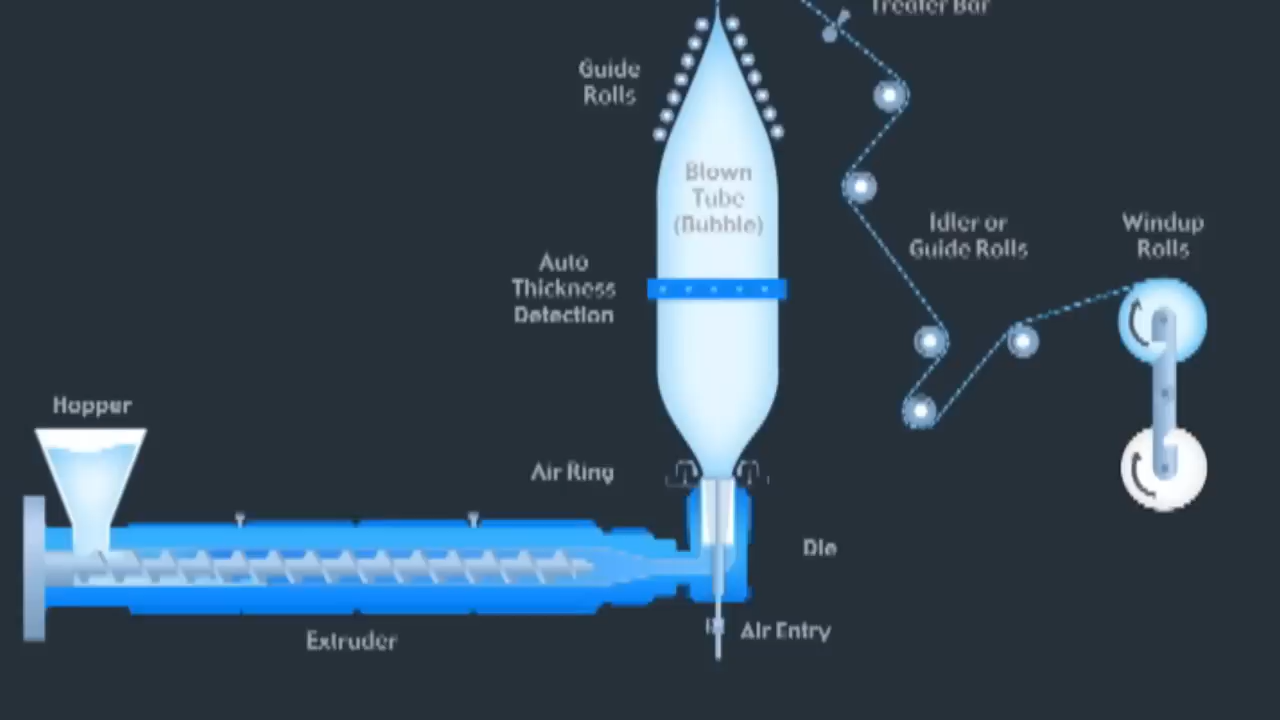 Treater Bar
Guide
Rolls
Blown
Tube
(Bubble)
Idler or
Guide Rolls
Windup
Rolls
Auto
Thickness
Detection
Hopper
Air Ring
Die
Air Entry
Extruder